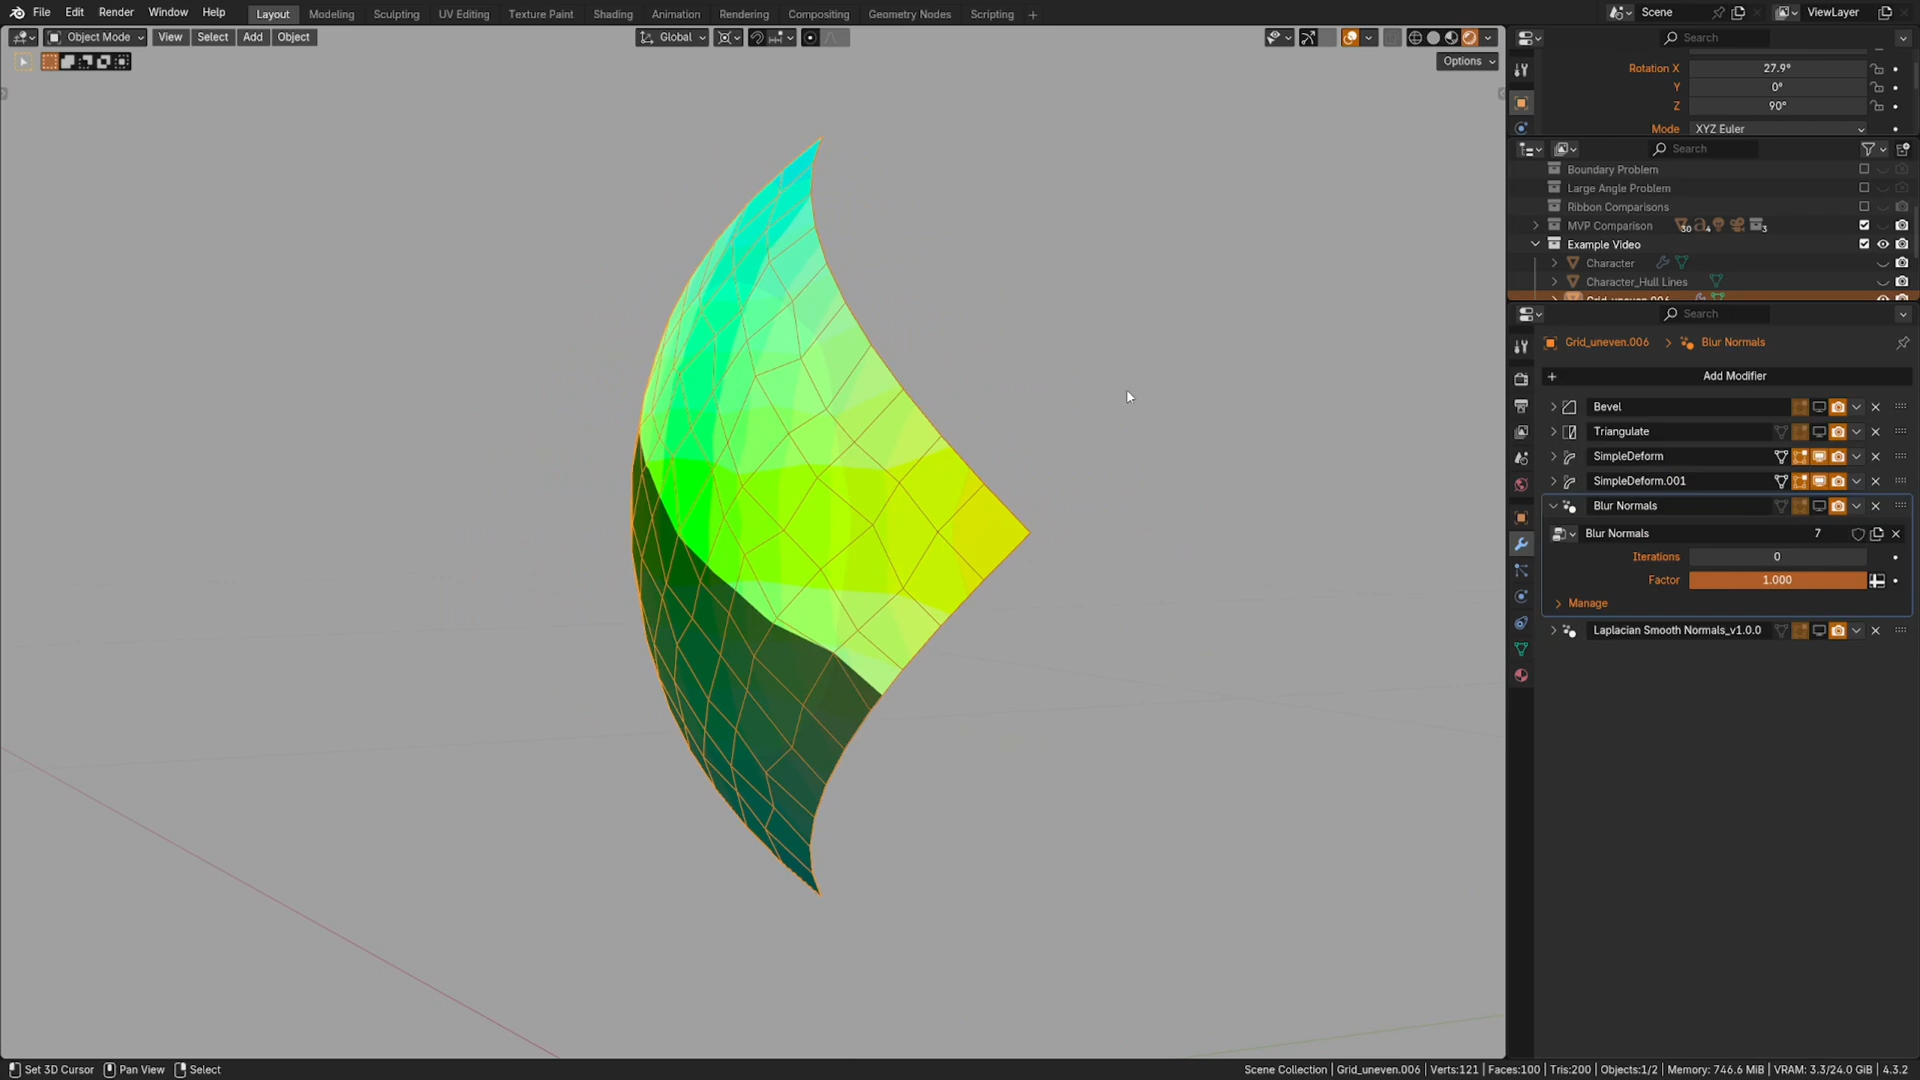 File Edit Render Window Help Layout Modeling Sculpting UV Editing Texture Paint Shading Animation Rendering Compositing Geometry Nodes Scripting + Scene ViewLayer
Object Mode View Select Add Object Global Search
Options
Rotation X 27.9°
Y 0°
Z 90°
Mode XYZ Euler
Search
Boundary Problem
Large Angle Problem
Ribbon Comparisons
MVP Comparison 30 4 3
Example Video
Character
Character_Hull Lines
Grid_uneven.006
Search
Grid_uneven.006 > Blur Normals
+ Add Modifier
Bevel
Triangulate
SimpleDeform
SimpleDeform.001
Blur Normals
Blur Normals 7
Iterations 0
Factor 1.000
Manage
Laplacian Smooth Normals_v1.0.0
Set 3D Cursor Pan View Select Scene Collection | Grid_uneven.006 | Verts:121 | Faces:100 | Tris:200 | Objects:1/2 | Memory: 746.6 MiB | VRAM: 3.3/24.0 GiB | 4.3.2